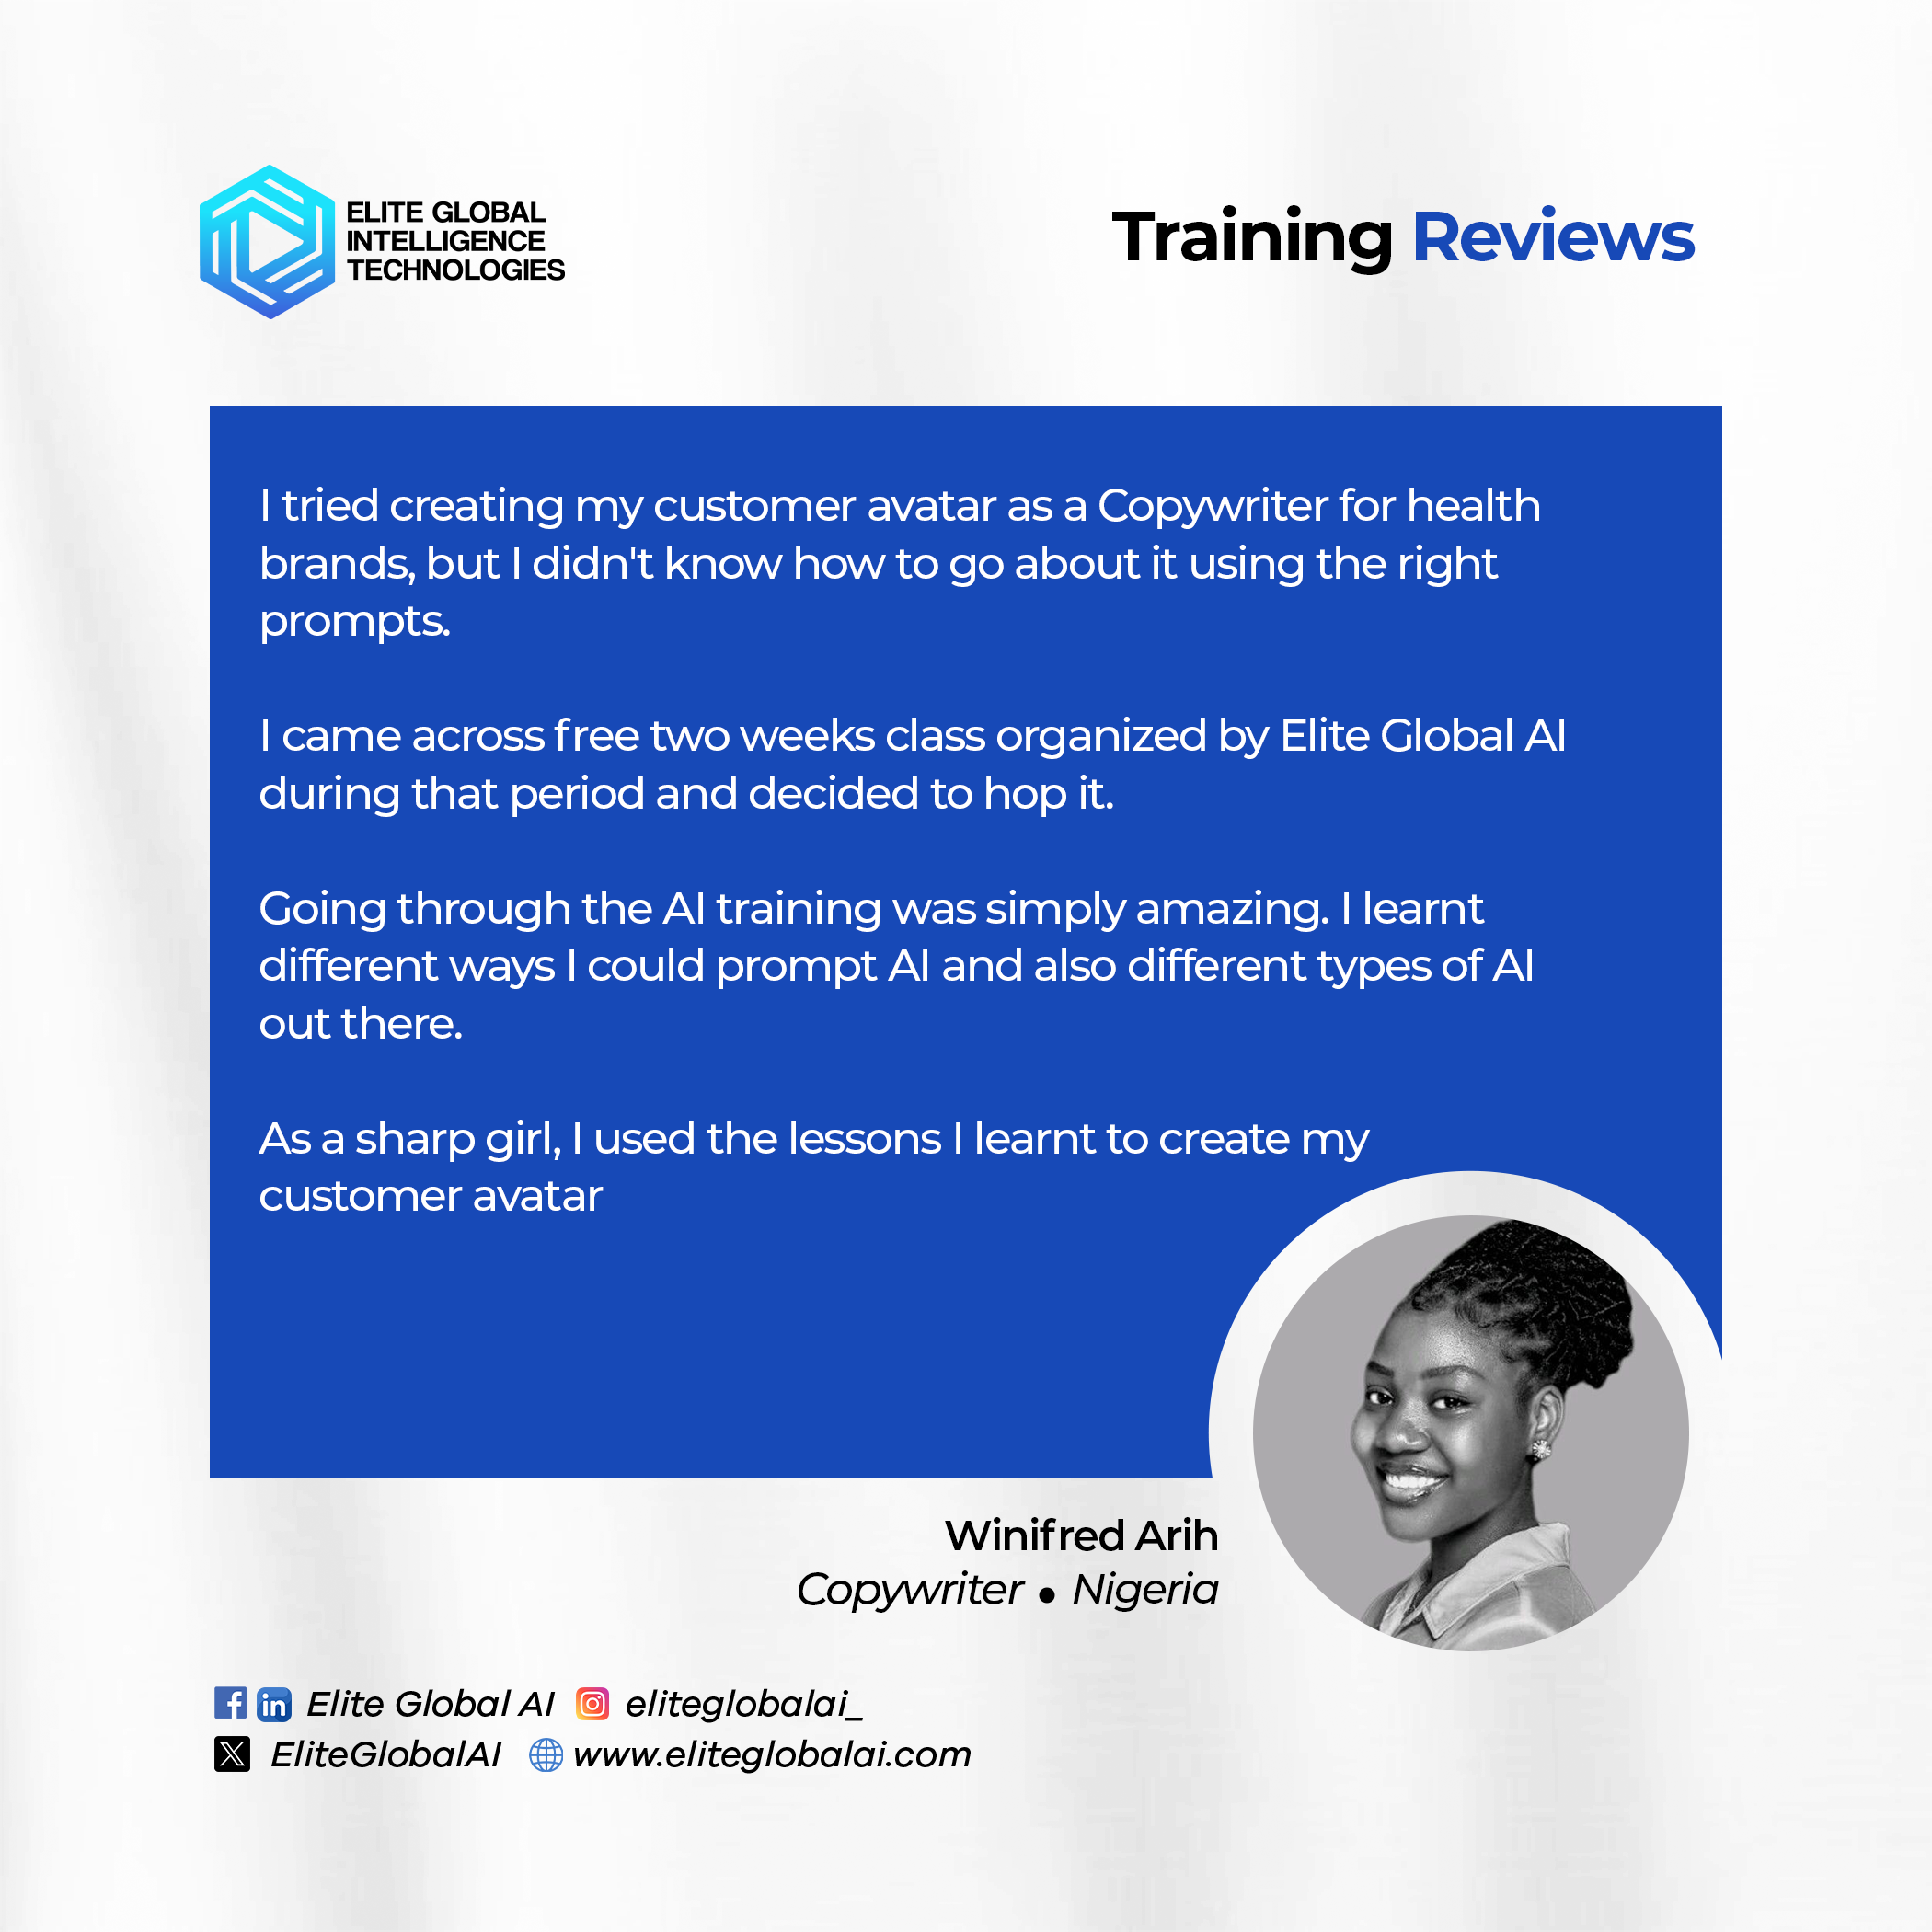 ELITE GLOBAL
INTELLIGENCE
TECHNOLOGIES
Training Reviews
I tried creating my customer avatar as a Copywriter for health
brands, but I didn't know how to go about it using the right
prompts.
I came across free two weeks class organized by Elite Global AI
during that period and decided to hop it.
Going through the AI training was simply amazing. I learnt
different ways I could prompt AI and also different types of AI
out there.
As a sharp girl, I used the lessons I learnt to create my
customer avatar
Winifred Arih
Copywriter • Nigeria
Elite Global AI eliteglobalai_
EliteGlobalAI www.eliteglobalai.com